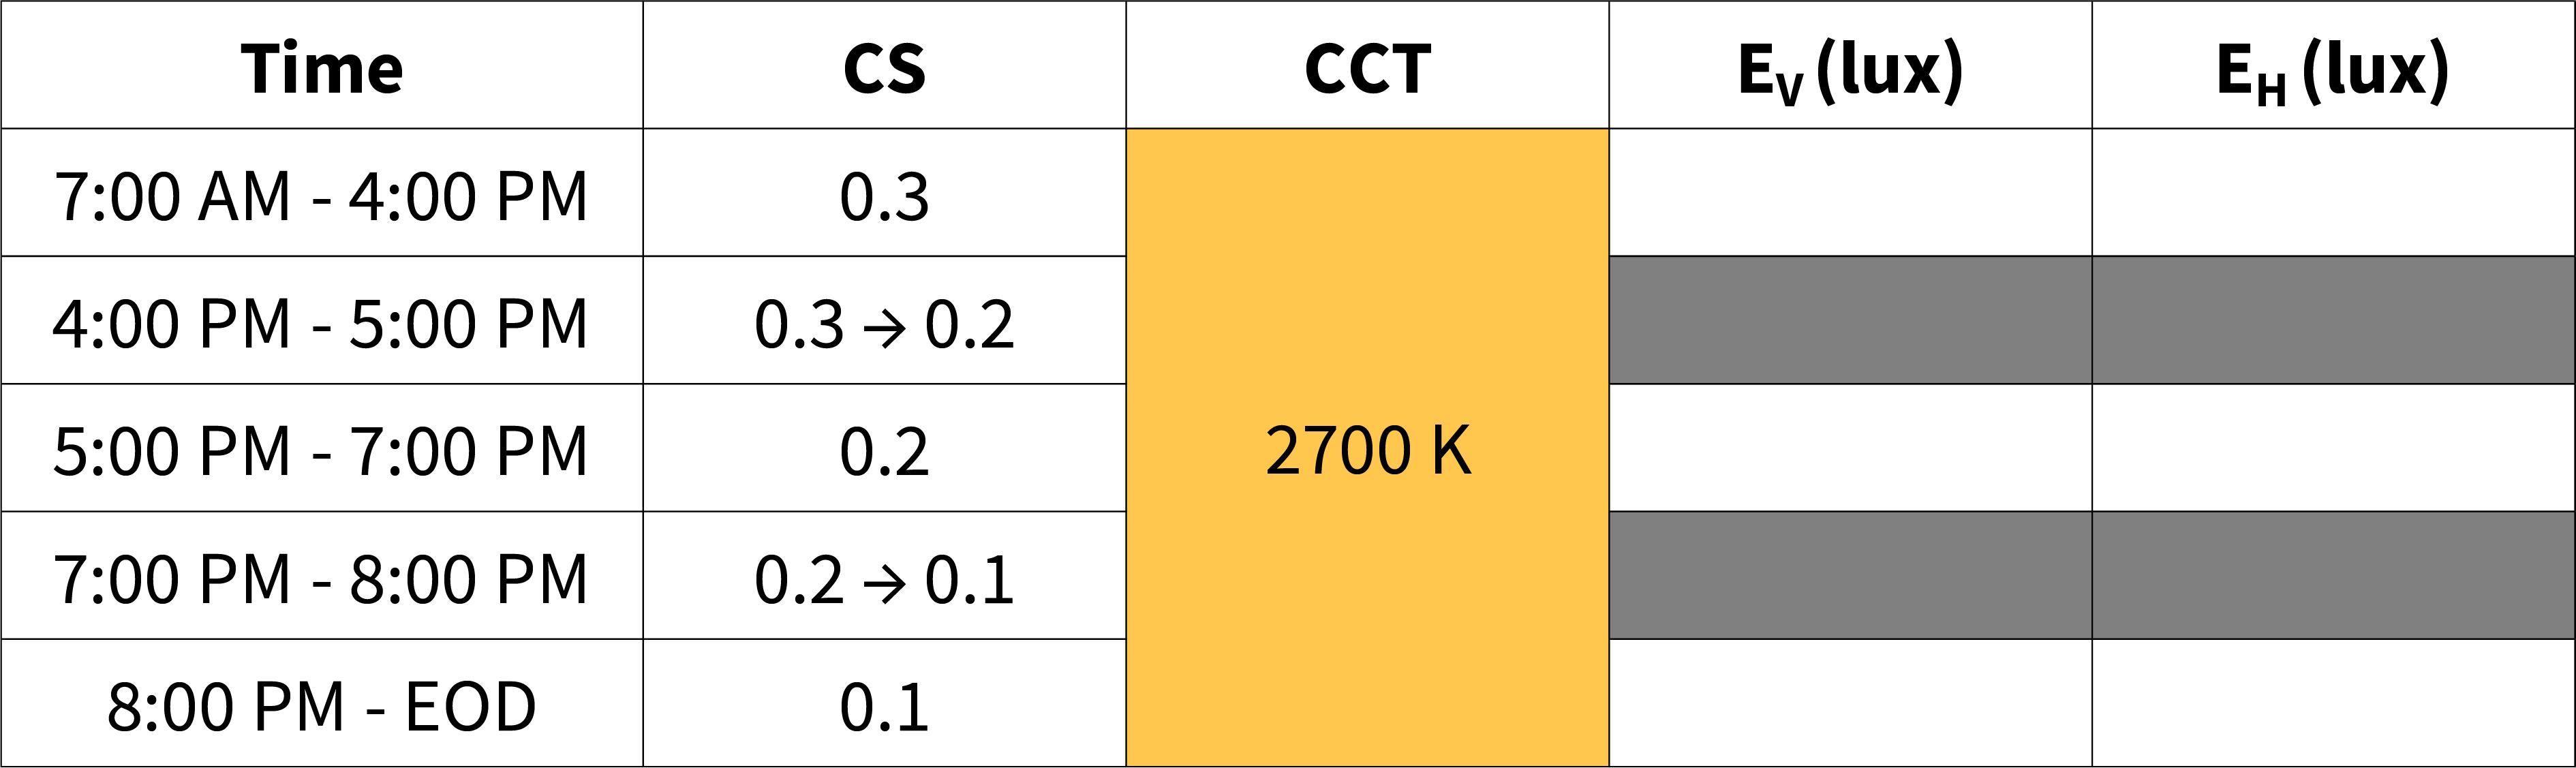 Time CS CCT EV (lux) EH (lux)
7:00 AM - 4:00 PM 0.3
4:00 PM - 5:00 PM 0.3 → 0.2
5:00 PM - 7:00 PM 0.2 2700 K
7:00 PM - 8:00 PM 0.2 → 0.1
8:00 PM - EOD 0.1